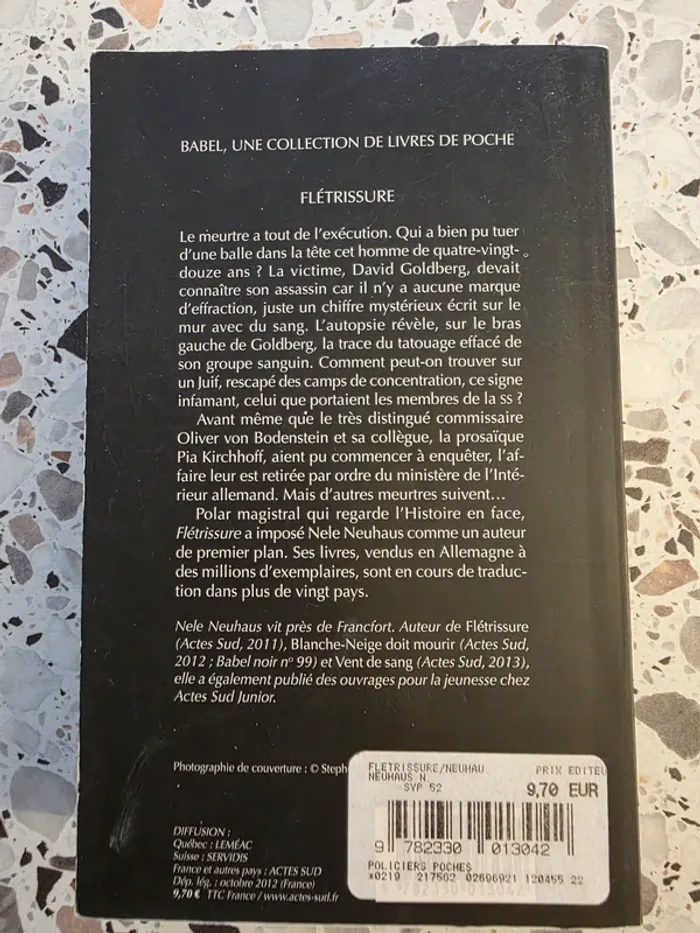 BABEL, UNE COLLECTION DE LIVRES DE POCHE
FLÉTRISSURE
Le meurtre a tout de l'exécution. Qui a bien pu tuer
d'une balle dans la tête cet homme de quatre-vingt-
douze ans ? La victime, David Goldberg, devait
connaître son assassin car il n'y a aucune marque
d'effraction, juste un chiffre mystérieux écrit sur le
mur avec du sang. L'autopsie révèle, sur le bras
gauche de Goldberg, la trace du tatouage effacé de
son groupe sanguin. Comment peut-on trouver sur
un Juif, rescapé des camps de concentration, ce signe
infamant, celui que portaient les membres de la SS ?
Avant même que le très distingué commissaire
Oliver von Bodenstein et sa collègue, la prosaïque
Pia Kirchhoff, aient pu commencer à enquêter, l'af-
faire leur est retirée par ordre du ministère de l'Inté-
rieur allemand. Mais d'autres meurtres suivent...
Polar magistral qui regarde l'Histoire en face,
Flétrissure a imposé Nele Neuhaus comme un auteur
de premier plan. Ses livres, vendus en Allemagne à
des millions d'exemplaires, sont en cours de traduc-
tion dans plus de vingt pays.
Nele Neuhaus vit près de Francfort. Auteur de Flétrissure
(Actes Sud, 2011), Blanche-Neige doit mourir (Actes Sud,
2012 ; Babel noir nº 99) et Vent de sang (Actes Sud, 2013),
elle a également publié des ouvrages pour la jeunesse chez
Actes Sud Junior.
Photographie de couverture : © Steph
DIFFUSION :
Québec : LEMÉAC
Suisse : SERVIDIS
France et autres pays : ACTES SUD
Dép. lég. : octobre 2012 (France)
9,70 € TTC France / www.actes-sud.fr
FLETRISSURE/NEUHAU PRIX EDITEU
NEUHAUS N.
SYP 52 9,70 EUR
9 782330 013042
POLICIERS POCHES
*0219 217562 02696921 120455 22
9 782330 013042